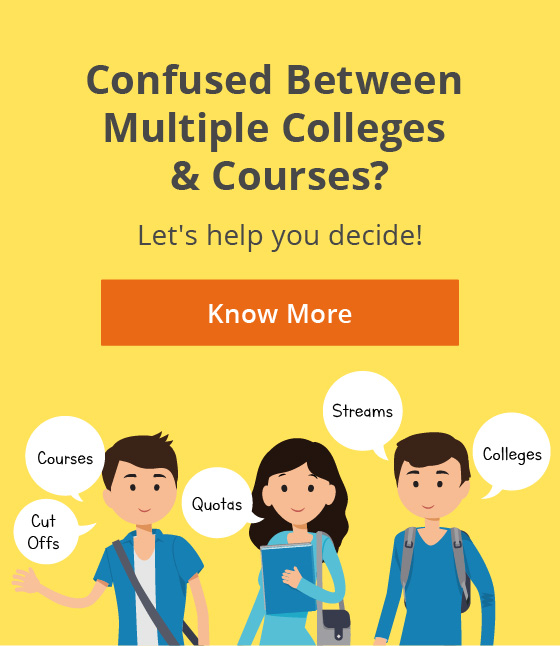 Confused Between
Multiple Colleges
& Courses?
Let's help you decide!
Know More
Streams
Courses
Colleges
Quotas
Cut
Offs